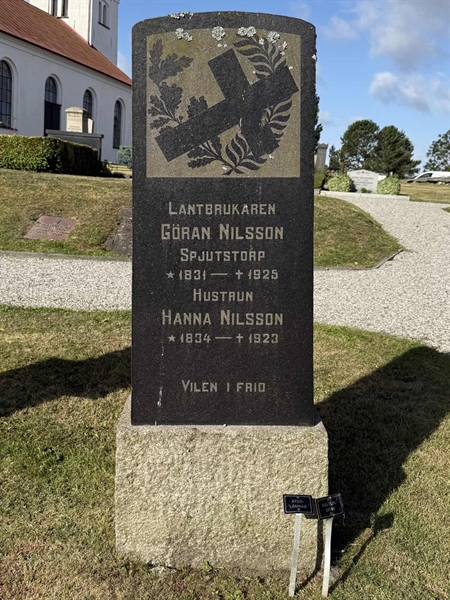 LANTBRUKAREN
GÖRAN NILSSON
SPJUTSTORP
* 1831 — † 1925
HUSTRUN
HANNA NILSSON
* 1834 — † 1923
VILEN I FRID